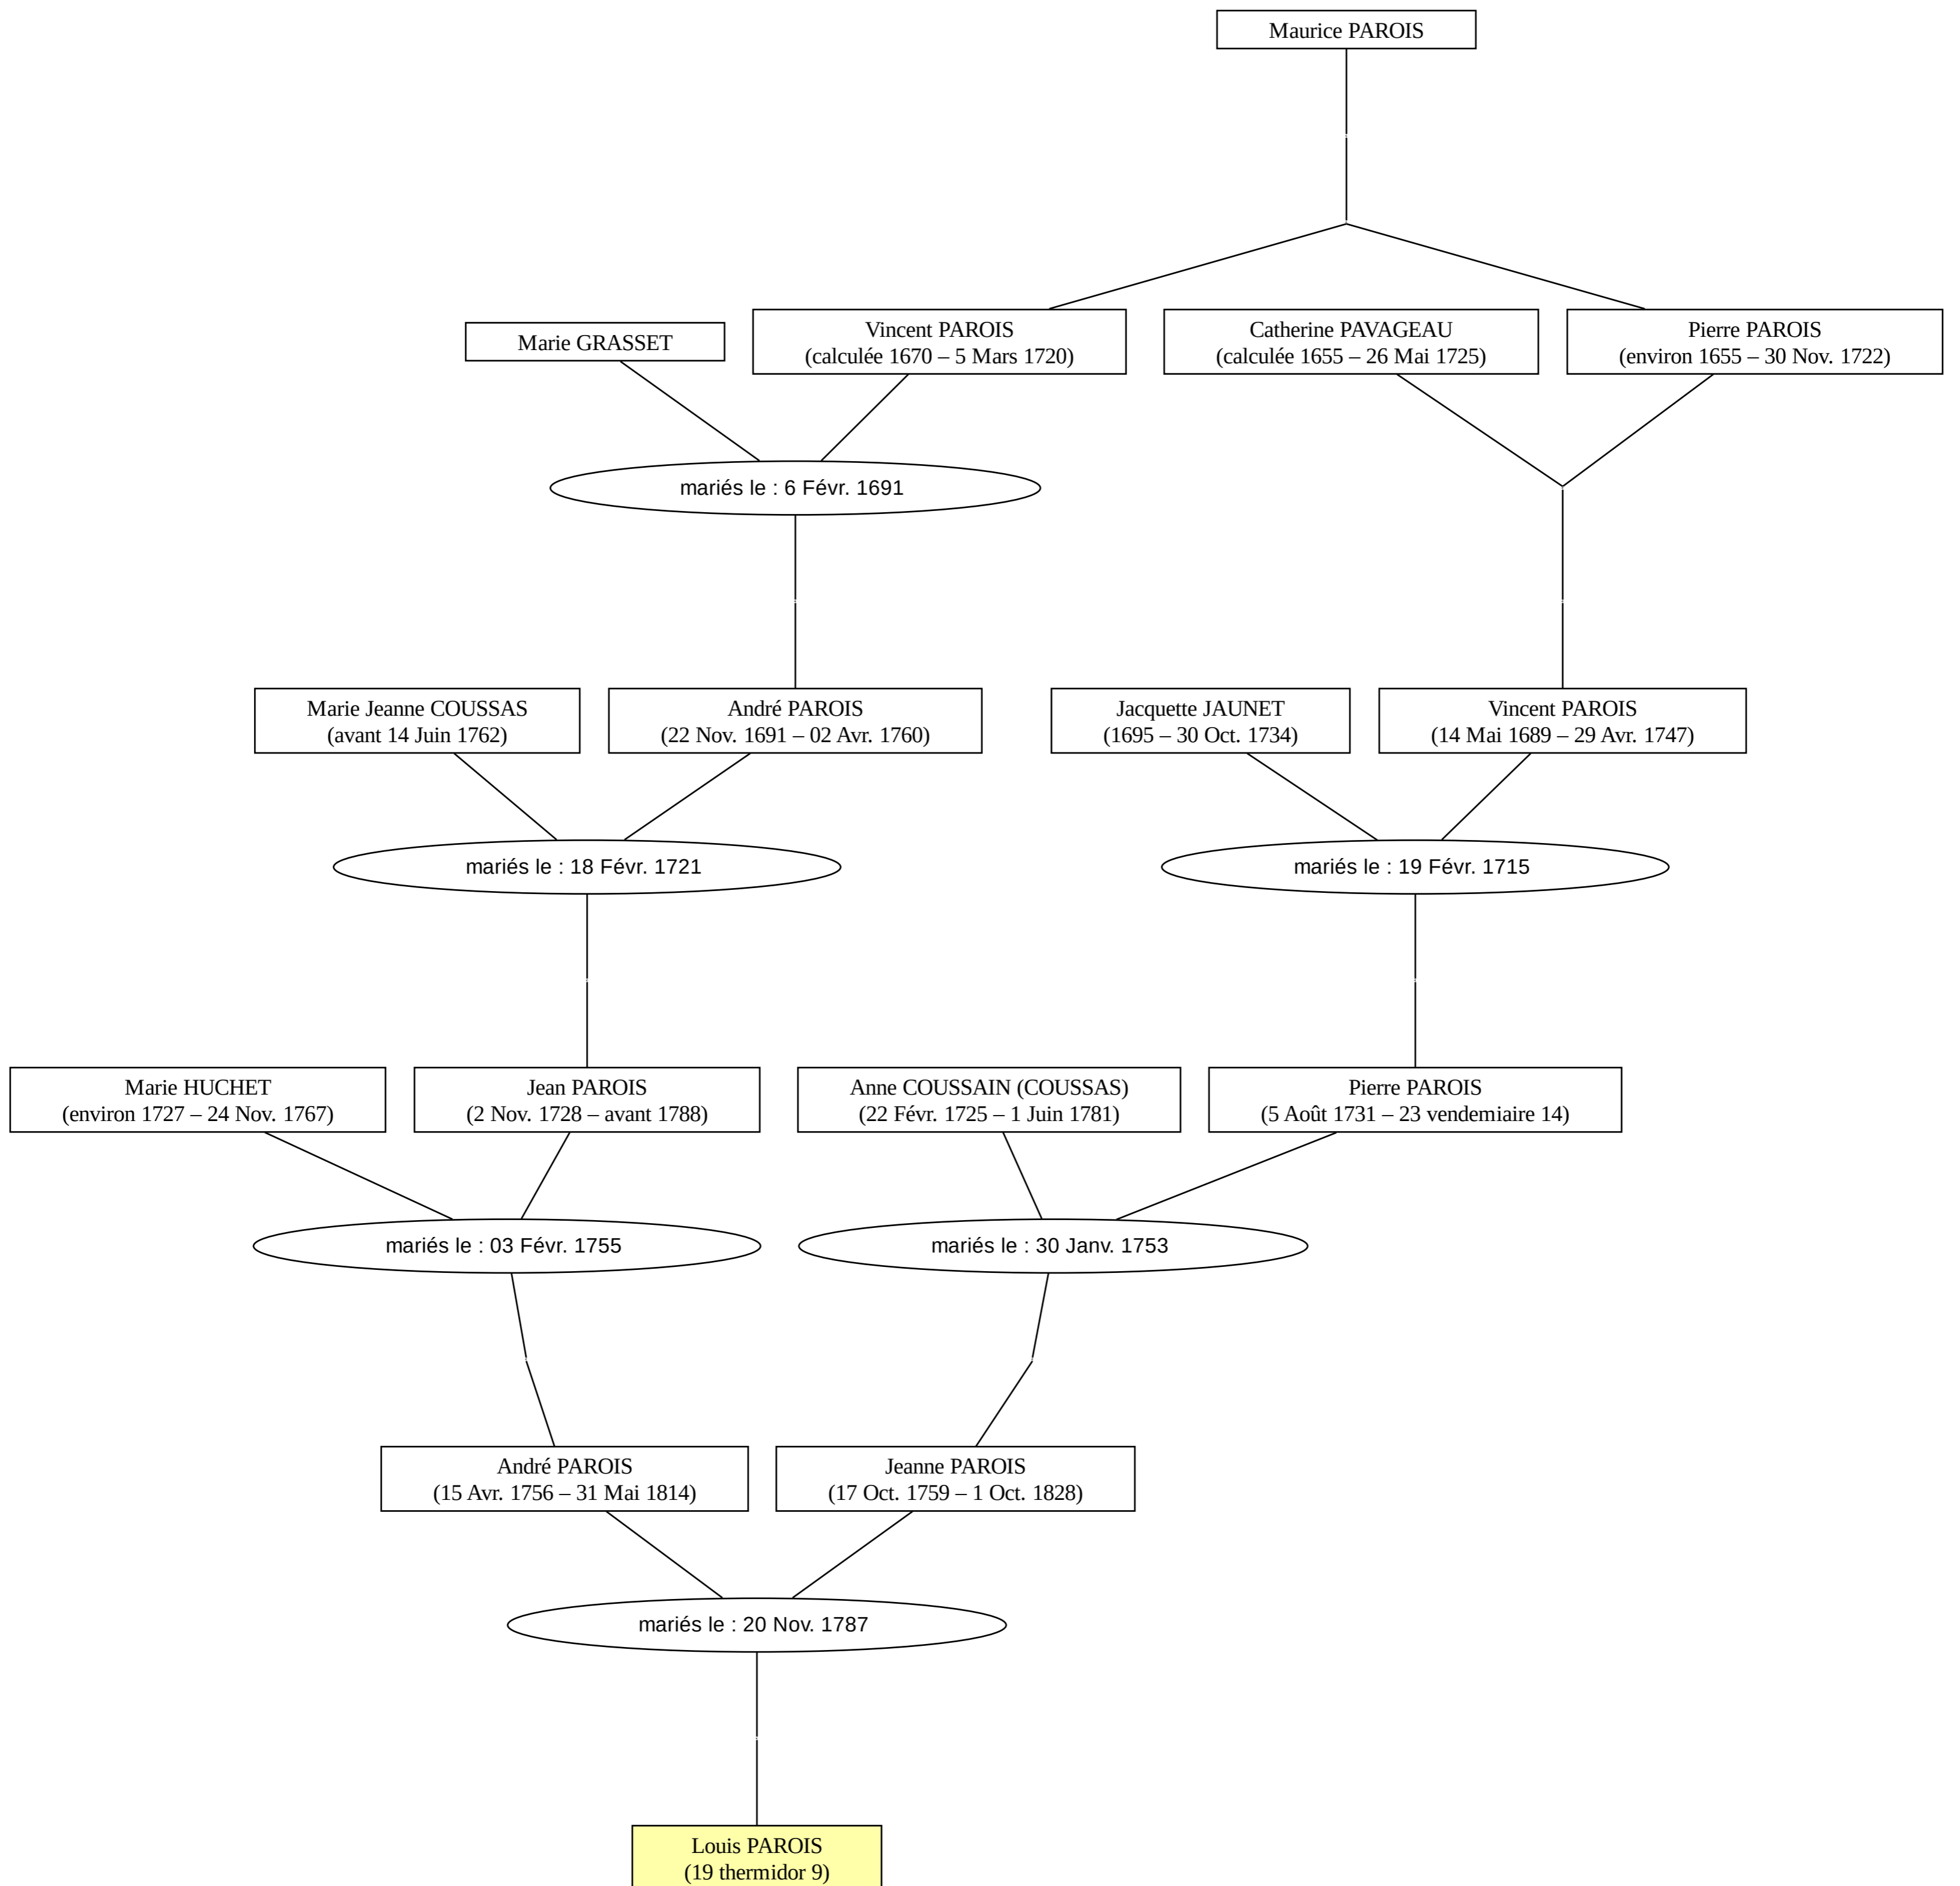 Maurice PAROIS
Marie GRASSET
Vincent PAROIS
(calculée 1670 – 5 Mars 1720)
Catherine PAVAGEAU
(calculée 1655 – 26 Mai 1725)
Pierre PAROIS
(environ 1655 – 30 Nov. 1722)
mariés le : 6 Févr. 1691
Marie Jeanne COUSSAS
(avant 14 Juin 1762)
André PAROIS
(22 Nov. 1691 – 02 Avr. 1760)
Jacquette JAUNET
(1695 – 30 Oct. 1734)
Vincent PAROIS
(14 Mai 1689 – 29 Avr. 1747)
mariés le : 18 Févr. 1721
mariés le : 19 Févr. 1715
Marie HUCHET
(environ 1727 – 24 Nov. 1767)
Jean PAROIS
(2 Nov. 1728 – avant 1788)
Anne COUSSAIN (COUSSAS)
(22 Févr. 1725 – 1 Juin 1781)
Pierre PAROIS
(5 Août 1731 – 23 vendemiaire 14)
mariés le : 03 Févr. 1755
mariés le : 30 Janv. 1753
André PAROIS
(15 Avr. 1756 – 31 Mai 1814)
Jeanne PAROIS
(17 Oct. 1759 – 1 Oct. 1828)
mariés le : 20 Nov. 1787
Louis PAROIS
(19 thermidor 9)